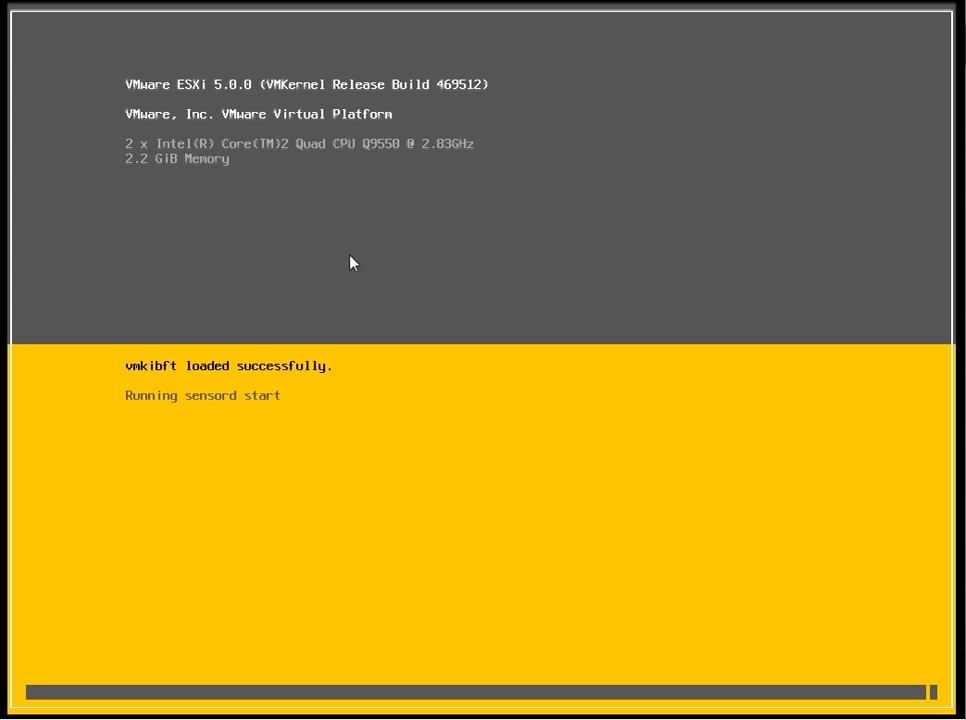 VMware ESXi 5.0.0 (VMKernel Release Build 469512)
VMware, Inc. VMware Virtual Platform
2 x Intel(R) Core(TM)2 Quad CPU Q9550 @ 2.83GHz
2.2 GiB Memory
vmkibft loaded successfully.
Running sensord start